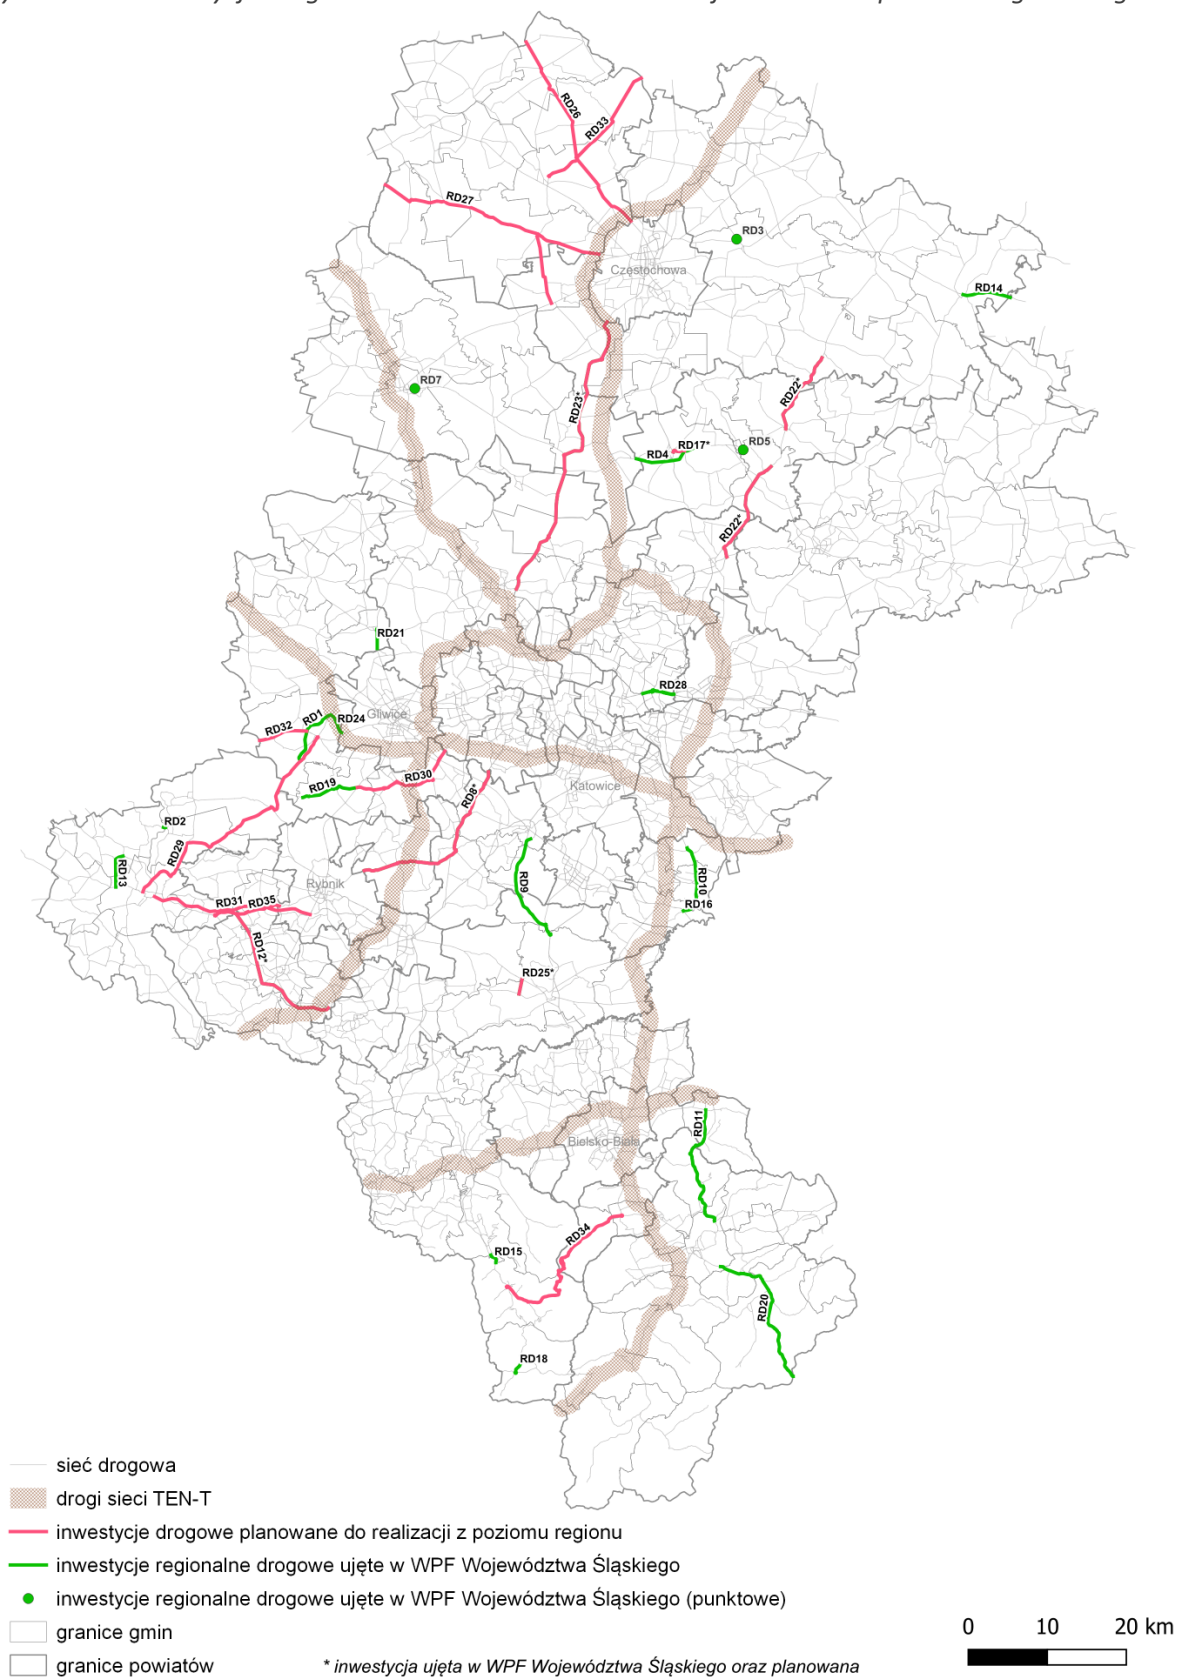 RD26
RD33
RD27
RD3
Częstochowa
RD14
RD7
RD22*
RD23*
RD17*
RD5
RD4
RD22*
RD21
RD28
RD1
RD24
Gliwice
RD32
RD30
RD19
RD8*
Katowice
RD2
RD29
RD13
Rybnik
RD9
RD10
RD31
RD35
RD16
RD12*
RD25*
RD11
Bielsko-Biała
RD34
RD15
RD20
RD18
sieć drogowa
drogi sieci TEN-T
inwestycje drogowe planowane do realizacji z poziomu regionu
inwestycje regionalne drogowe ujęte w WPF Województwa Śląskiego
inwestycje regionalne drogowe ujęte w WPF Województwa Śląskiego (punktowe)
granice gmin
granice powiatów
* inwestycja ujęta w WPF Województwa Śląskiego oraz planowana
0 10 20 km